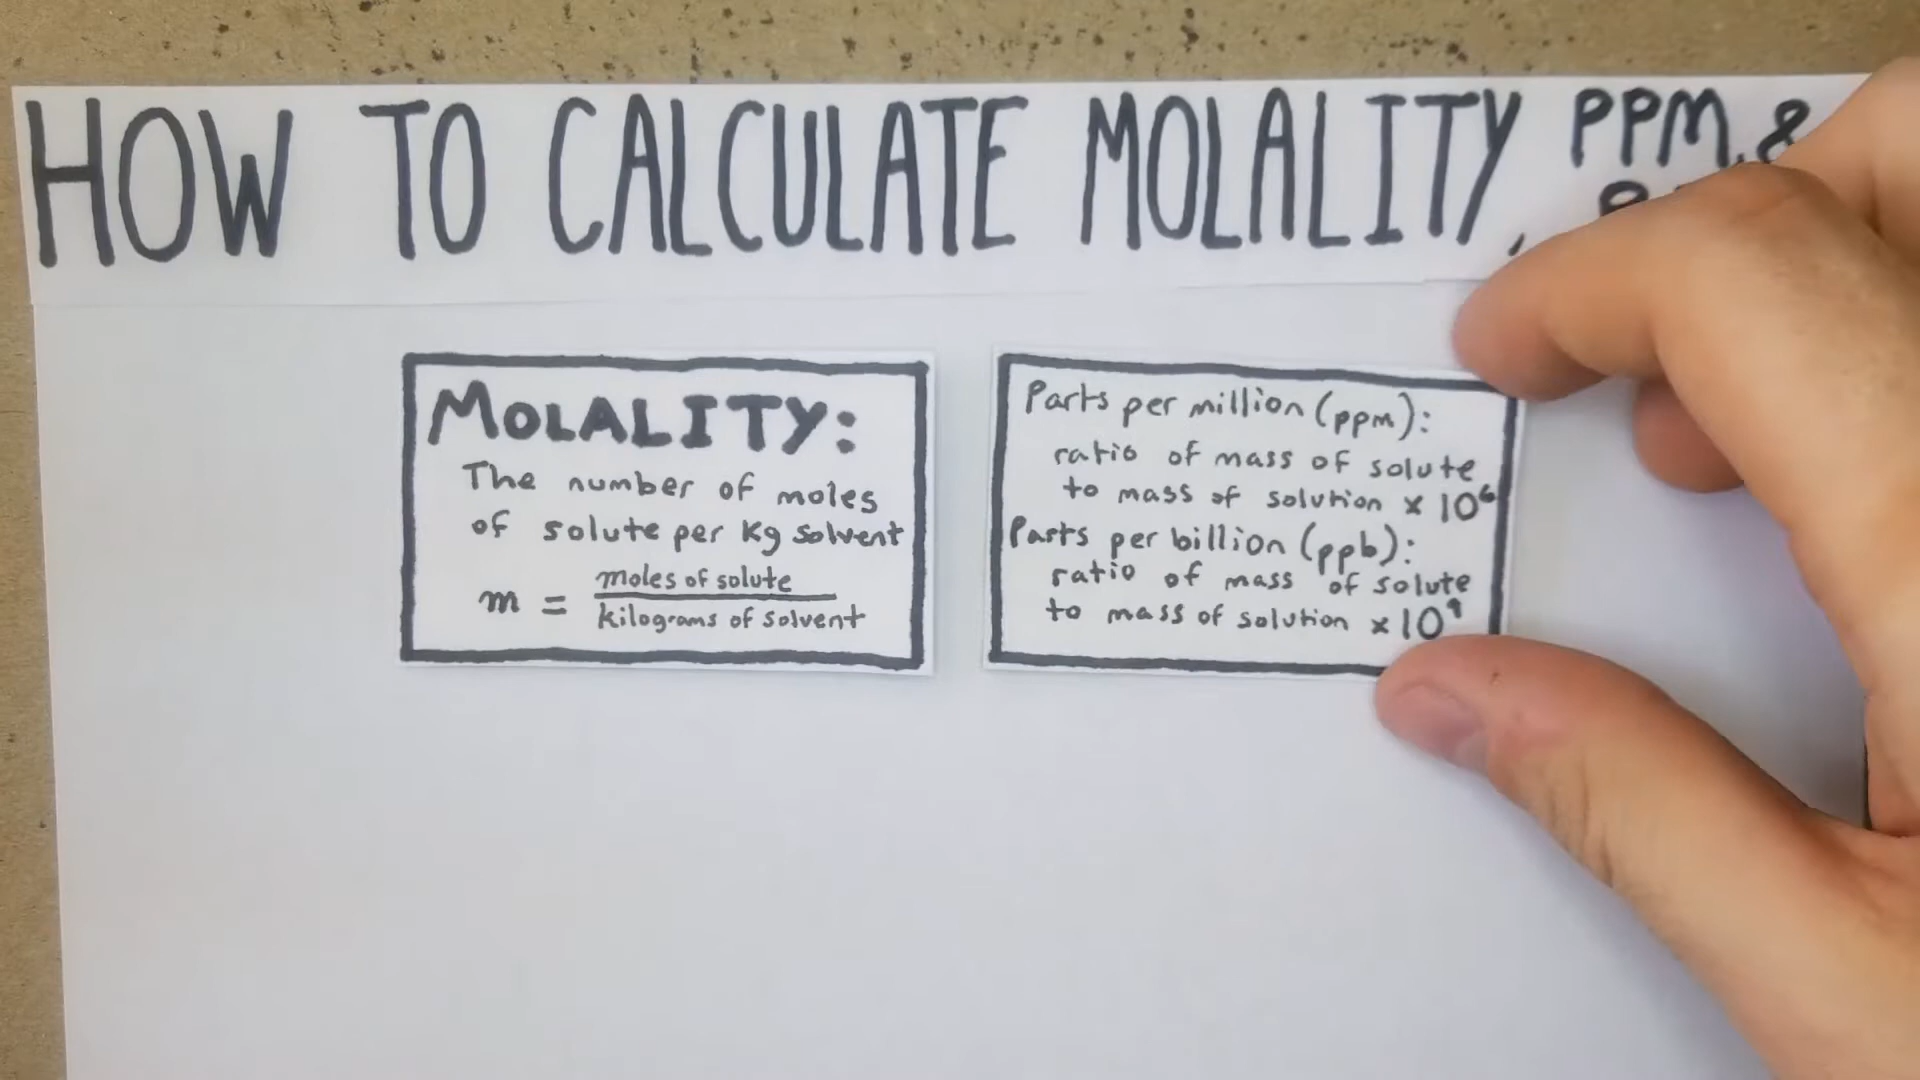 HOW TO CALCULATE MOLALITY, PPM, &
MOLALITY:
The number of moles
of solute per Kg solvent
m = moles of solute
kilograms of solvent
Parts per million (ppm):
ratio of mass of solute
to mass of solution x 10⁶
Parts per billion (ppb):
ratio of mass of solute
to mass of solution x 10⁹